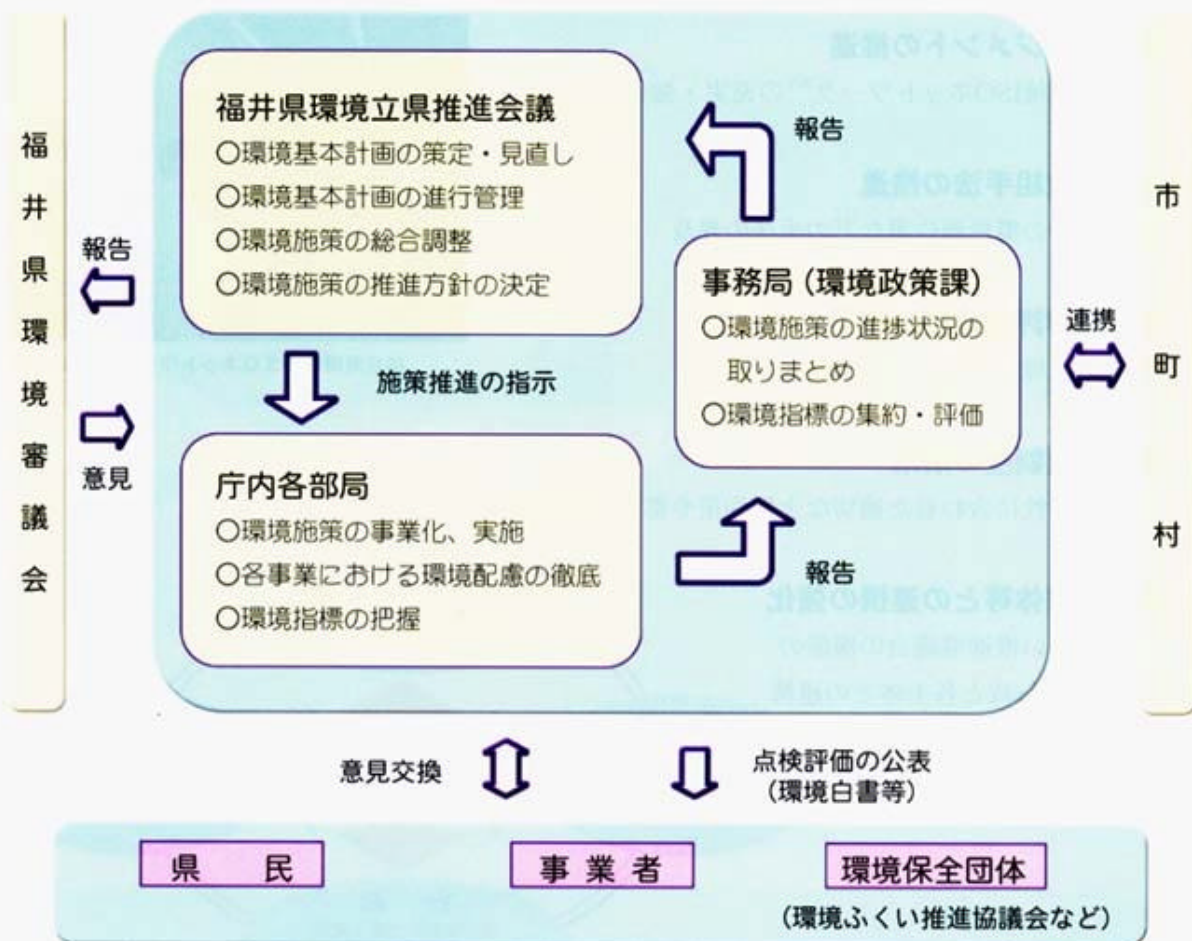 福井県環境審議会
報告
意見
福井県環境立県推進会議
○環境基本計画の策定・見直し
○環境基本計画の進行管理
○環境施策の総合調整
○環境施策の推進方針の決定
施策推進の指示
庁内各部局
○環境施策の事業化、実施
○各事業における環境配慮の徹底
○環境指標の把握
報告
事務局(環境政策課)
○環境施策の進捗状況の
取りまとめ
○環境指標の集約・評価
報告
連携
市町村
意見交換
点検評価の公表
(環境白書等)
県 民
事 業 者
環境保全団体
(環境ふくい推進協議会など)